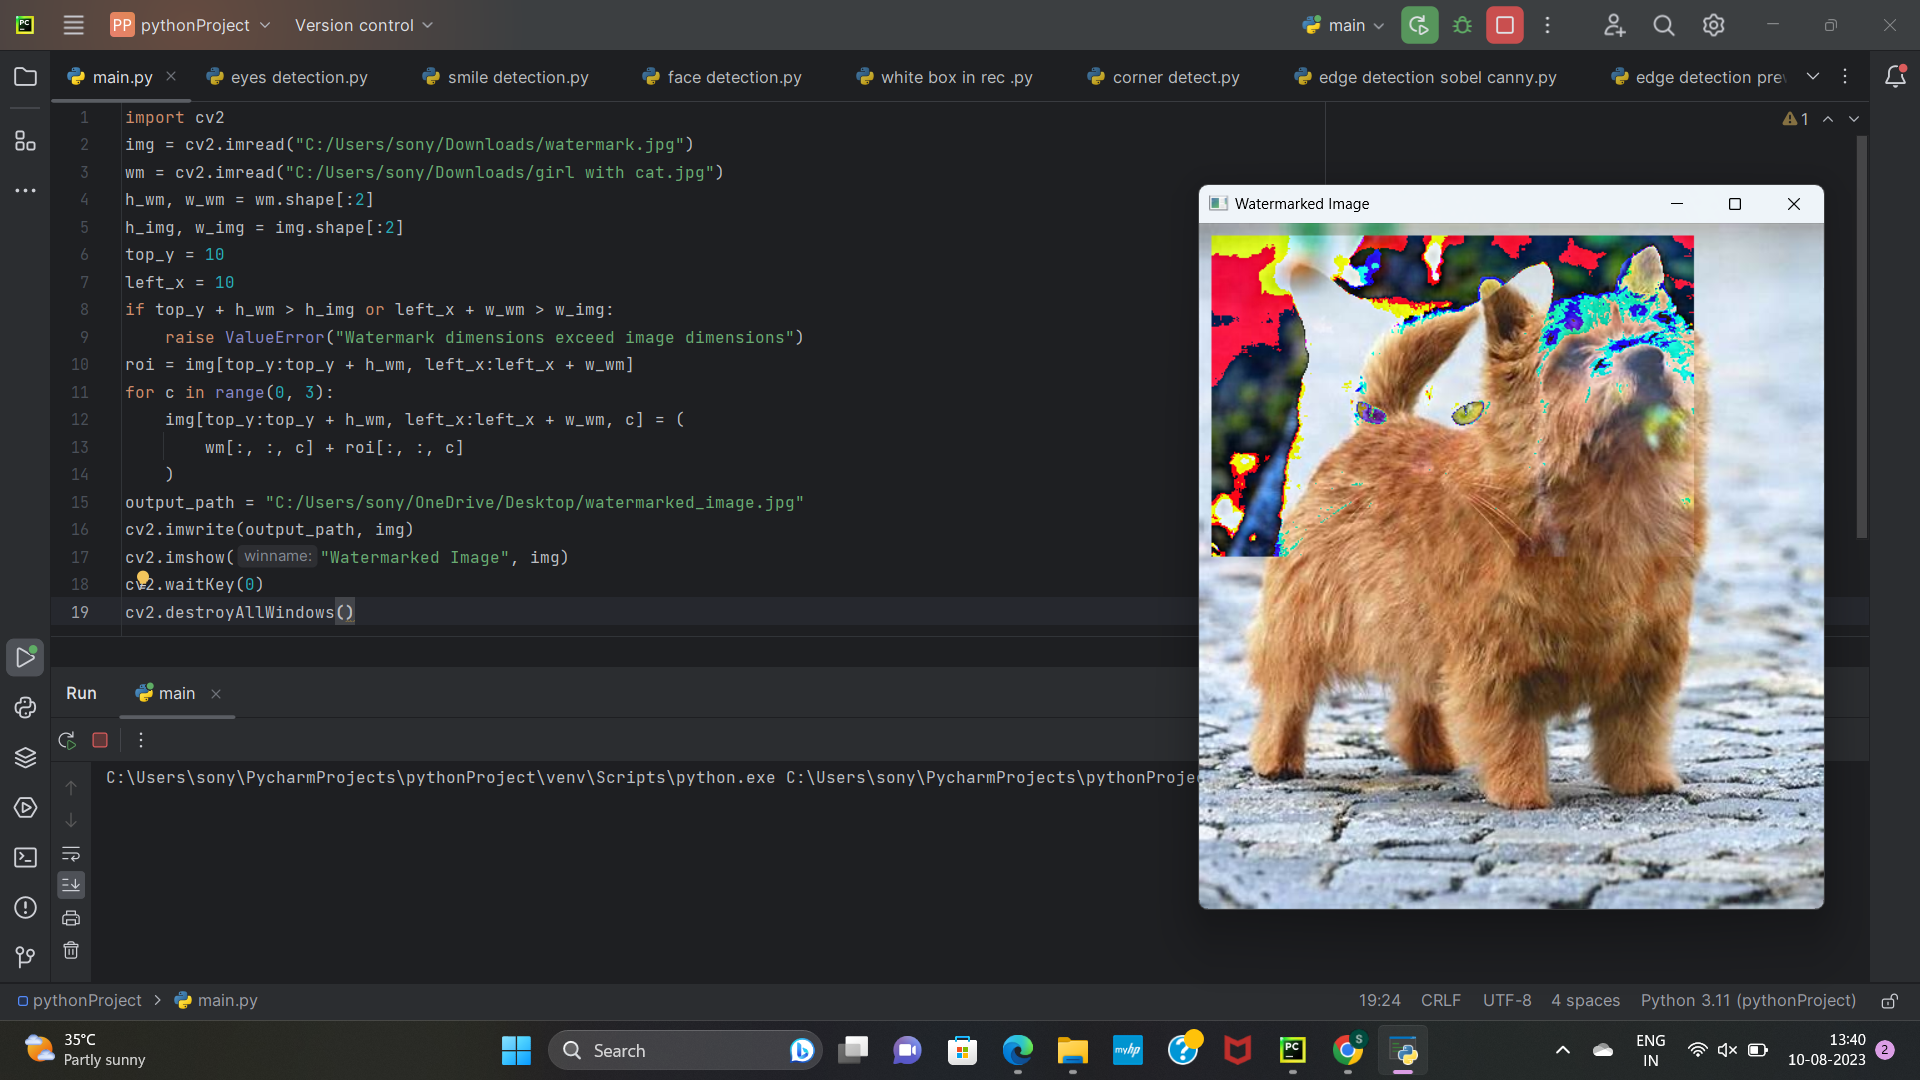 PC
PP pythonProject
Version control
main
main.py
eyes detection.py
smile detection.py
face detection.py
white box in rec .py
corner detect.py
edge detection sobel canny.py
edge detection pre
1 import cv2
2 img = cv2.imread("C:/Users/sony/Downloads/watermark.jpg")
3 wm = cv2.imread("C:/Users/sony/Downloads/girl with cat.jpg")
4 h_wm, w_wm = wm.shape[:2]
5 h_img, w_img = img.shape[:2]
6 top_y = 10
7 left_x = 10
8 if top_y + h_wm > h_img or left_x + w_wm > w_img:
9 raise ValueError("Watermark dimensions exceed image dimensions")
10 roi = img[top_y:top_y + h_wm, left_x:left_x + w_wm]
11 for c in range(0, 3):
12 img[top_y:top_y + h_wm, left_x:left_x + w_wm, c] = (
13 wm[:, :, c] + roi[:, :, c]
14 )
15 output_path = "C:/Users/sony/OneDrive/Desktop/watermarked_image.jpg"
16 cv2.imwrite(output_path, img)
17 cv2.imshow( winname: "Watermarked Image", img)
18 cv2.waitKey(0)
19 cv2.destroyAllWindows()
1
Watermarked Image
Run
main
C:\Users\sony\PycharmProjects\pythonProject\venv\Scripts\python.exe C:\Users\sony\PycharmProjects\pythonProje
pythonProject > main.py
19:24 CRLF UTF-8 4 spaces Python 3.11 (pythonProject)
35°C
Partly sunny
Search
myhp
PC
S
ENG
IN
13:40
10-08-2023
2